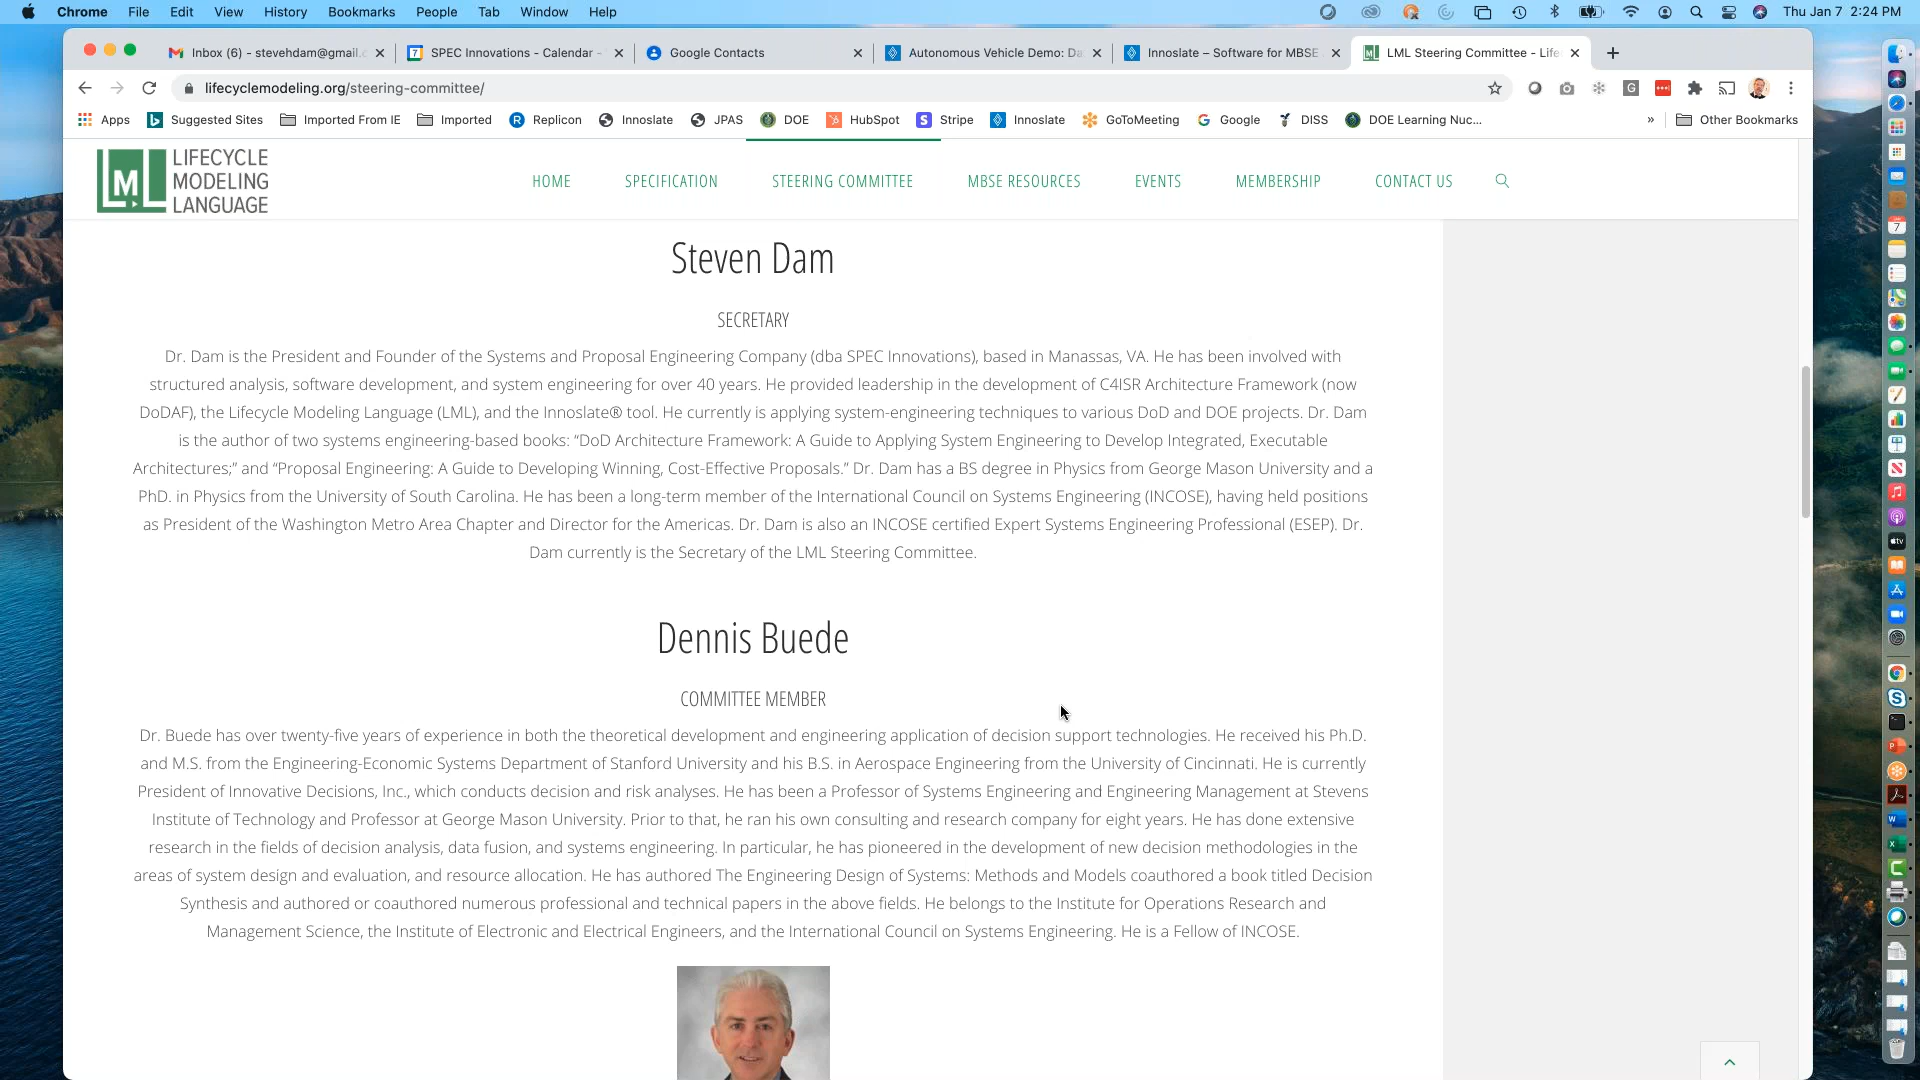 Chrome File Edit View History Bookmarks People Tab Window Help Thu Jan 7 2:24 PM
Inbox (6) - stevehdam@gmail.c SPEC Innovations - Calendar - Google Contacts Autonomous Vehicle Demo: Da Innoslate – Software for MBSE LML Steering Committee - Life
lifecyclemodeling.org/steering-committee/
Apps Suggested Sites Imported From IE Imported Replicon Innoslate JPAS DOE HubSpot Stripe Innoslate GoToMeeting Google DISS DOE Learning Nuc... » Other Bookmarks
LML LIFECYCLE
MODELING
LANGUAGE
HOME SPECIFICATION STEERING COMMITTEE MBSE RESOURCES EVENTS MEMBERSHIP CONTACT US
Steven Dam
SECRETARY
Dr. Dam is the President and Founder of the Systems and Proposal Engineering Company (dba SPEC Innovations), based in Manassas, VA. He has been involved with
structured analysis, software development, and system engineering for over 40 years. He provided leadership in the development of C4ISR Architecture Framework (now
DoDAF), the Lifecycle Modeling Language (LML), and the Innoslate® tool. He currently is applying system-engineering techniques to various DoD and DOE projects. Dr. Dam
is the author of two systems engineering-based books: “DoD Architecture Framework: A Guide to Applying System Engineering to Develop Integrated, Executable
Architectures;” and “Proposal Engineering: A Guide to Developing Winning, Cost-Effective Proposals.” Dr. Dam has a BS degree in Physics from George Mason University and a
PhD. in Physics from the University of South Carolina. He has been a long-term member of the International Council on Systems Engineering (INCOSE), having held positions
as President of the Washington Metro Area Chapter and Director for the Americas. Dr. Dam is also an INCOSE certified Expert Systems Engineering Professional (ESEP). Dr.
Dam currently is the Secretary of the LML Steering Committee.
Dennis Buede
COMMITTEE MEMBER
Dr. Buede has over twenty-five years of experience in both the theoretical development and engineering application of decision support technologies. He received his Ph.D.
and M.S. from the Engineering-Economic Systems Department of Stanford University and his B.S. in Aerospace Engineering from the University of Cincinnati. He is currently
President of Innovative Decisions, Inc., which conducts decision and risk analyses. He has been a Professor of Systems Engineering and Engineering Management at Stevens
Institute of Technology and Professor at George Mason University. Prior to that, he ran his own consulting and research company for eight years. He has done extensive
research in the fields of decision analysis, data fusion, and systems engineering. In particular, he has pioneered in the development of new decision methodologies in the
areas of system design and evaluation, and resource allocation. He has authored The Engineering Design of Systems: Methods and Models coauthored a book titled Decision
Synthesis and authored or coauthored numerous professional and technical papers in the above fields. He belongs to the Institute for Operations Research and
Management Science, the Institute of Electronic and Electrical Engineers, and the International Council on Systems Engineering. He is a Fellow of INCOSE.